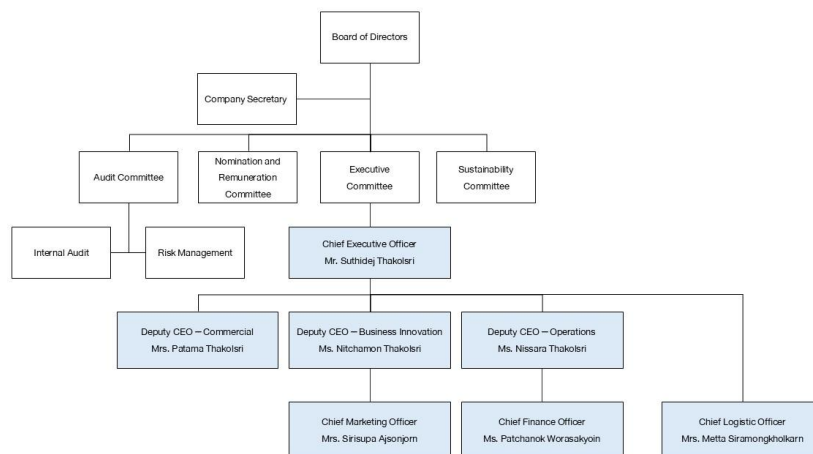 Board of Directors
Company Secretary
Audit Committee
Nomination and
Remuneration
Committee
Executive
Committee
Sustainability
Committee
Internal Audit
Risk Management
Chief Executive Officer
Mr. Suthidej Thakolsri
Deputy CEO – Commercial
Mrs. Patama Thakolsri
Deputy CEO – Business Innovation
Ms. Nitchamon Thakolsri
Deputy CEO – Operations
Ms. Nissara Thakolsri
Chief Marketing Officer
Mrs. Sirisupa Ajsonjorn
Chief Finance Officer
Ms. Patchanok Worasakyoin
Chief Logistic Officer
Mrs. Metta Siramongkholkarn